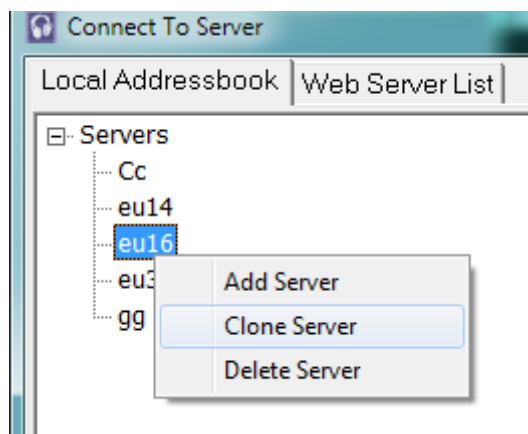 Connect To Server
Local Addressbook Web Server List
Servers
Cc
eu14
eu16
eu3
gg
Add Server
Clone Server
Delete Server